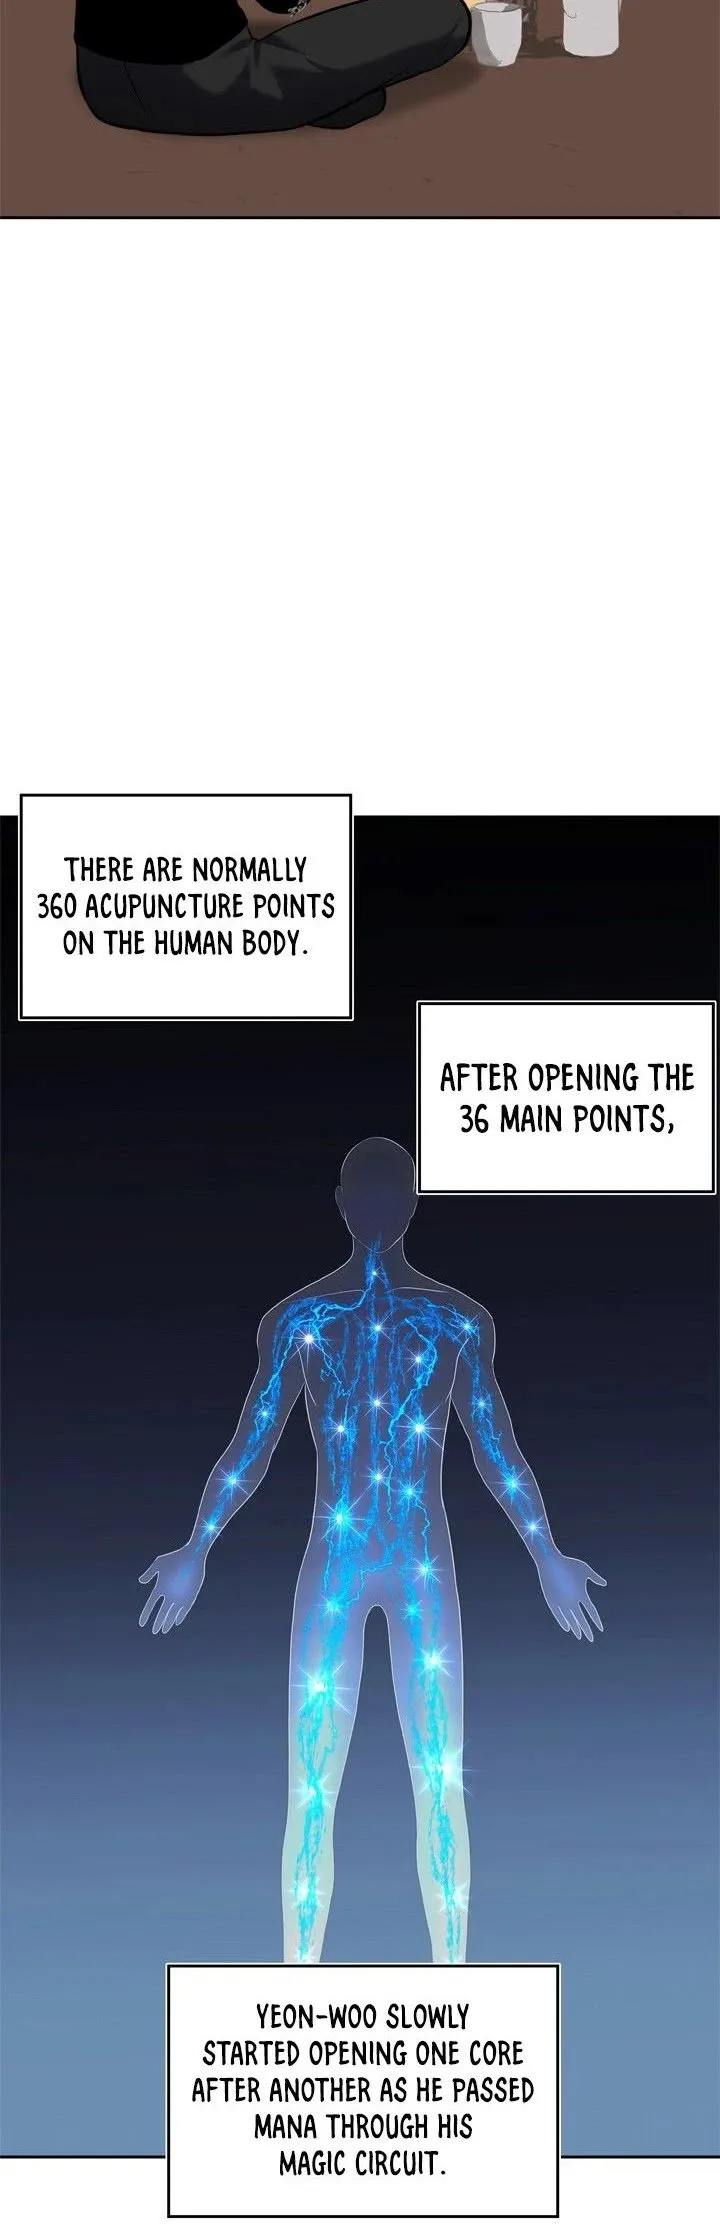 THERE ARE NORMALLY
360 ACUPUNCTURE POINTS
ON THE HUMAN BODY.
AFTER OPENING THE
36 MAIN POINTS,
YEON-WOO SLOWLY
STARTED OPENING ONE CORE
AFTER ANOTHER AS HE PASSED
MANA THROUGH HIS
MAGIC CIRCUIT.